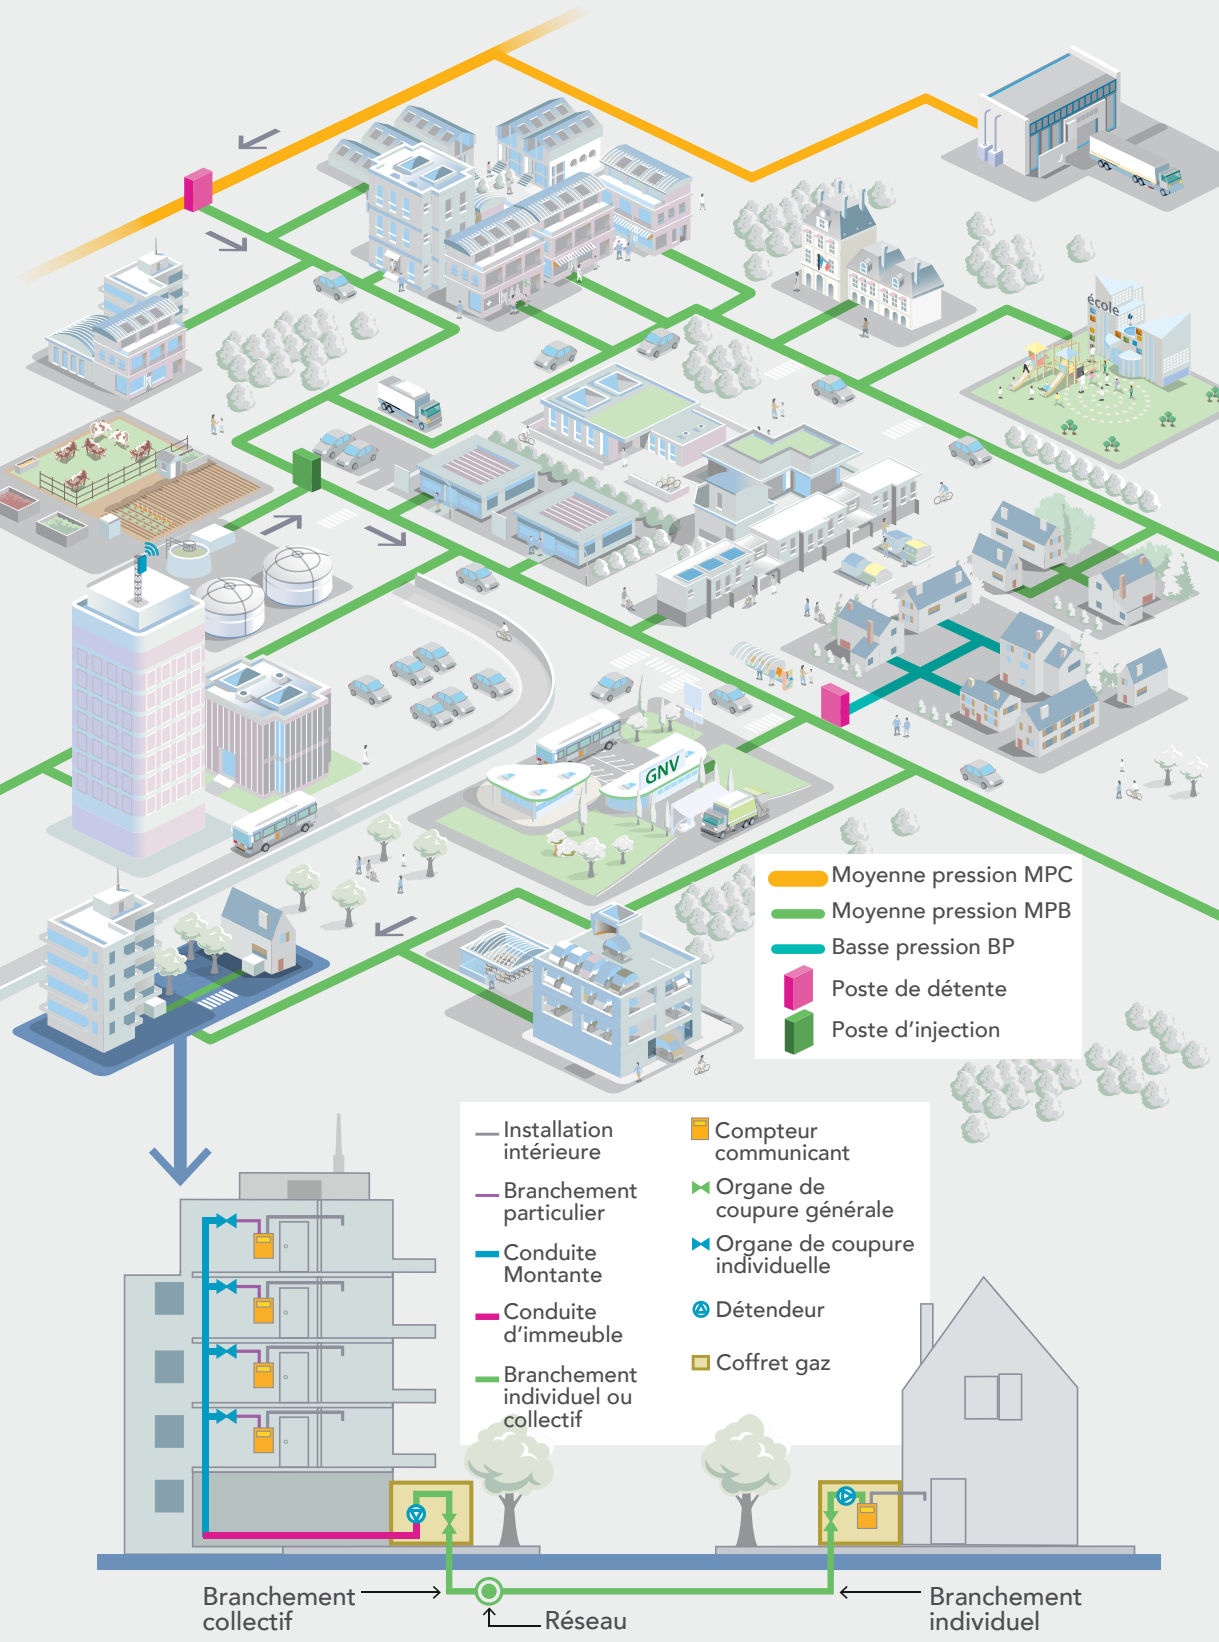 école
GNV
Moyenne pression MPC
Moyenne pression MPB
Basse pression BP
Poste de détente
Poste d'injection
Installation
intérieure
Branchement
particulier
Conduite
Montante
Conduite
d'immeuble
Branchement
individuel ou
collectif
Compteur
communicant
Organe de
coupure générale
Organe de coupure
individuelle
Détendeur
Coffret gaz
Branchement
collectif
Réseau
Branchement
individuel